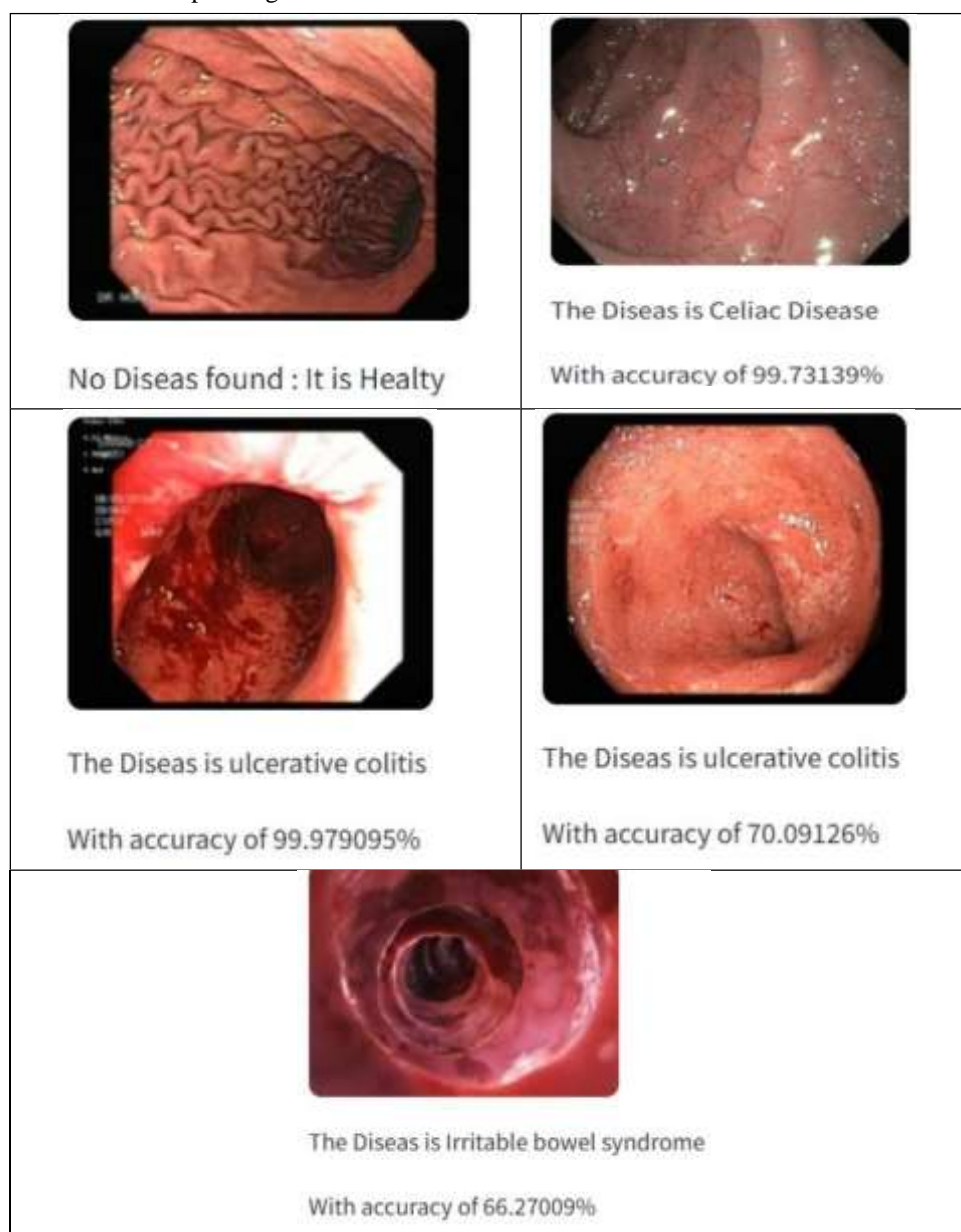 No Diseas found : It is Healty
The Diseas is Celiac Disease
With accuracy of 99.73139%
The Diseas is ulcerative colitis
With accuracy of 99.979095%
The Diseas is ulcerative colitis
With accuracy of 70.09126%
The Diseas is Irritable bowel syndrome
With accuracy of 66.27009%